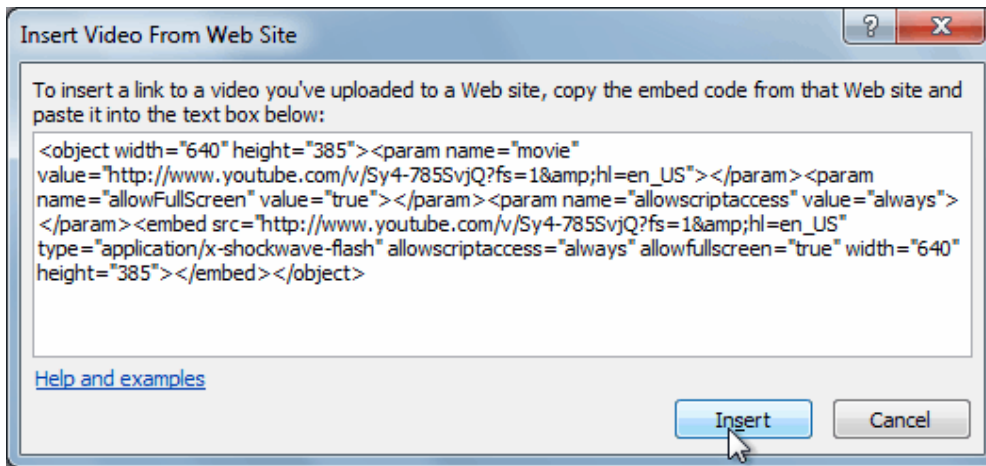 Insert Video From Web Site
To insert a link to a video you've uploaded to a Web site, copy the embed code from that Web site and
paste it into the text box below:
<object width="640" height="385"><param name="movie"
value="http://www.youtube.com/v/Sy4-785SvjQ?fs=1&amp;hl=en_US"></param><param
name="allowFullScreen" value="true"></param><param name="allowscriptaccess" value="always">
</param><embed src="http://www.youtube.com/v/Sy4-785SvjQ?fs=1&amp;hl=en_US"
type="application/x-shockwave-flash" allowscriptaccess="always" allowfullscreen="true" width="640"
height="385"></embed></object>
Help and examples
Insert
Cancel